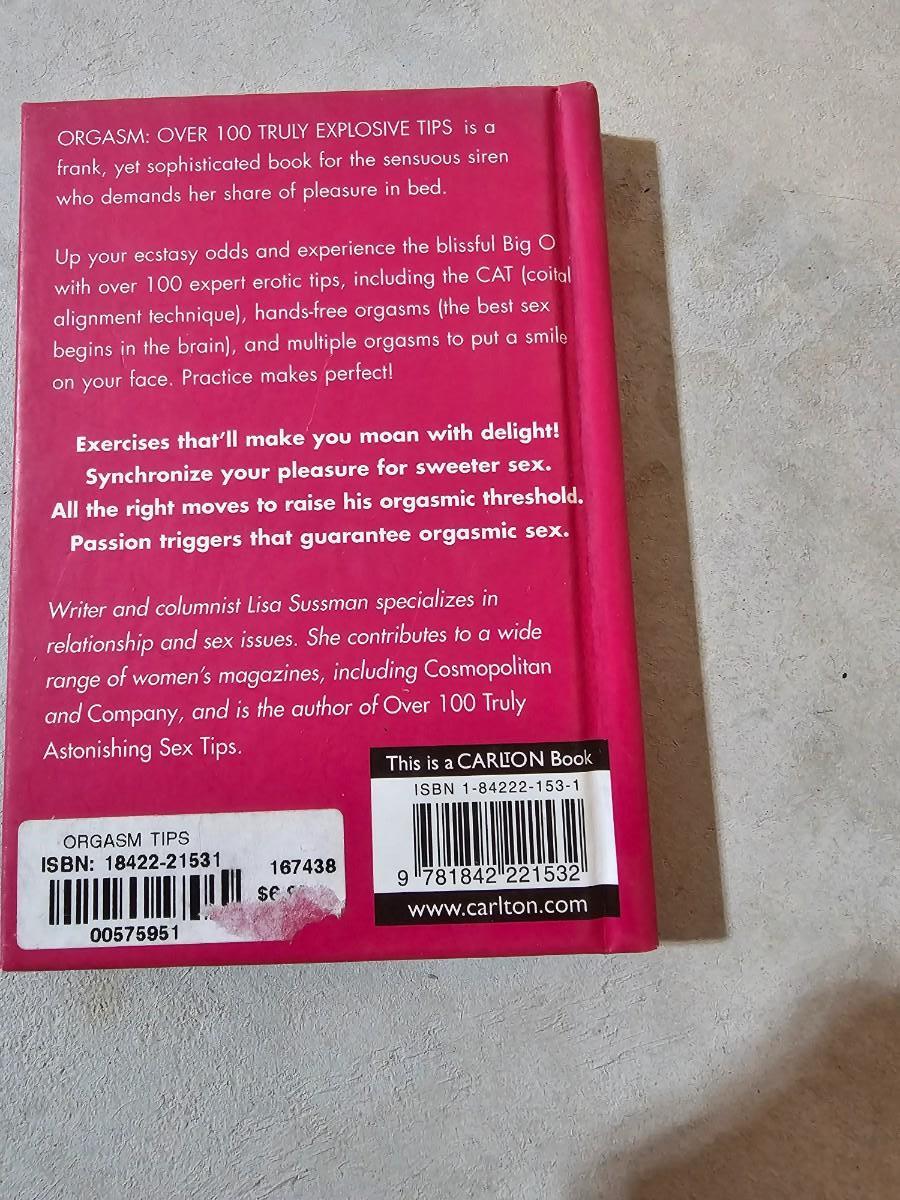 ORGASM: OVER 100 TRULY EXPLOSIVE TIPS is a
frank, yet sophisticated book for the sensuous siren
who demands her share of pleasure in bed.
Up your ecstasy odds and experience the blissful Big O
with over 100 expert erotic tips, including the CAT (coital
alignment technique), hands-free orgasms (the best sex
begins in the brain), and multiple orgasms to put a smile
on your face. Practice makes perfect!
Exercises that'll make you moan with delight!
Synchronize your pleasure for sweeter sex.
All the right moves to raise his orgasmic threshold.
Passion triggers that guarantee orgasmic sex.
Writer and columnist Lisa Sussman specializes in
relationship and sex issues. She contributes to a wide
range of women's magazines, including Cosmopolitan
and Company, and is the author of Over 100 Truly
Astonishing Sex Tips.
This is a CARLTON Book
ISBN 1-84222-153-1
9 781842 221532
www.carlton.com
ORGASM TIPS
ISBN: 18422-21531
167438
00575951